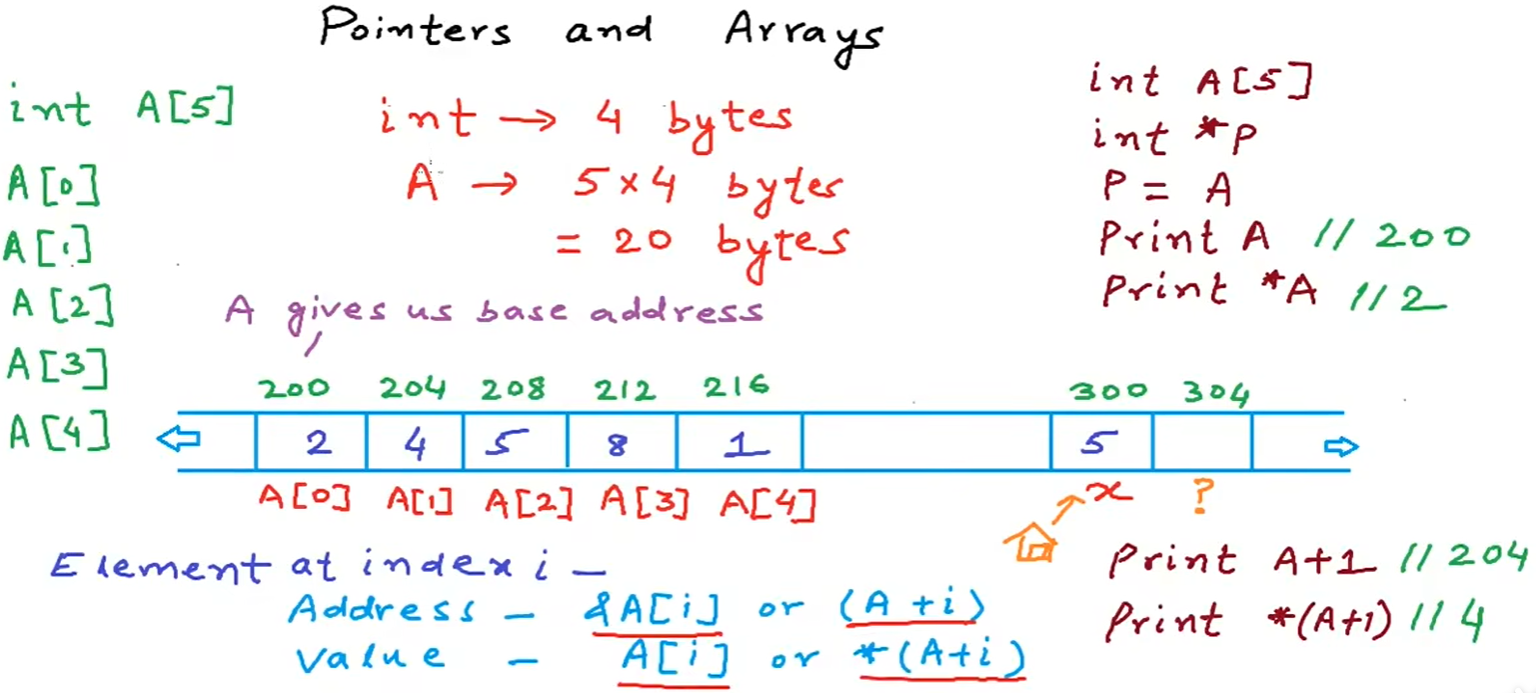 Pointers and Arrays
int A[5]
A[0]
A[1]
A[2]
A[3]
A[4]
int → 4 bytes
A → 5 × 4 bytes
= 20 bytes
A gives us base address
int A[5]
int *P
P = A
Print A // 200
Print *A // 2
200 204 208 212 216 300 304
2 4 5 8 1 5
A[0] A[1] A[2] A[3] A[4] x ?
Element at index i –
Address – &A[i] or (A+i)
Value – A[i] or *(A+i)
Print A+1 // 204
Print *(A+1) // 4